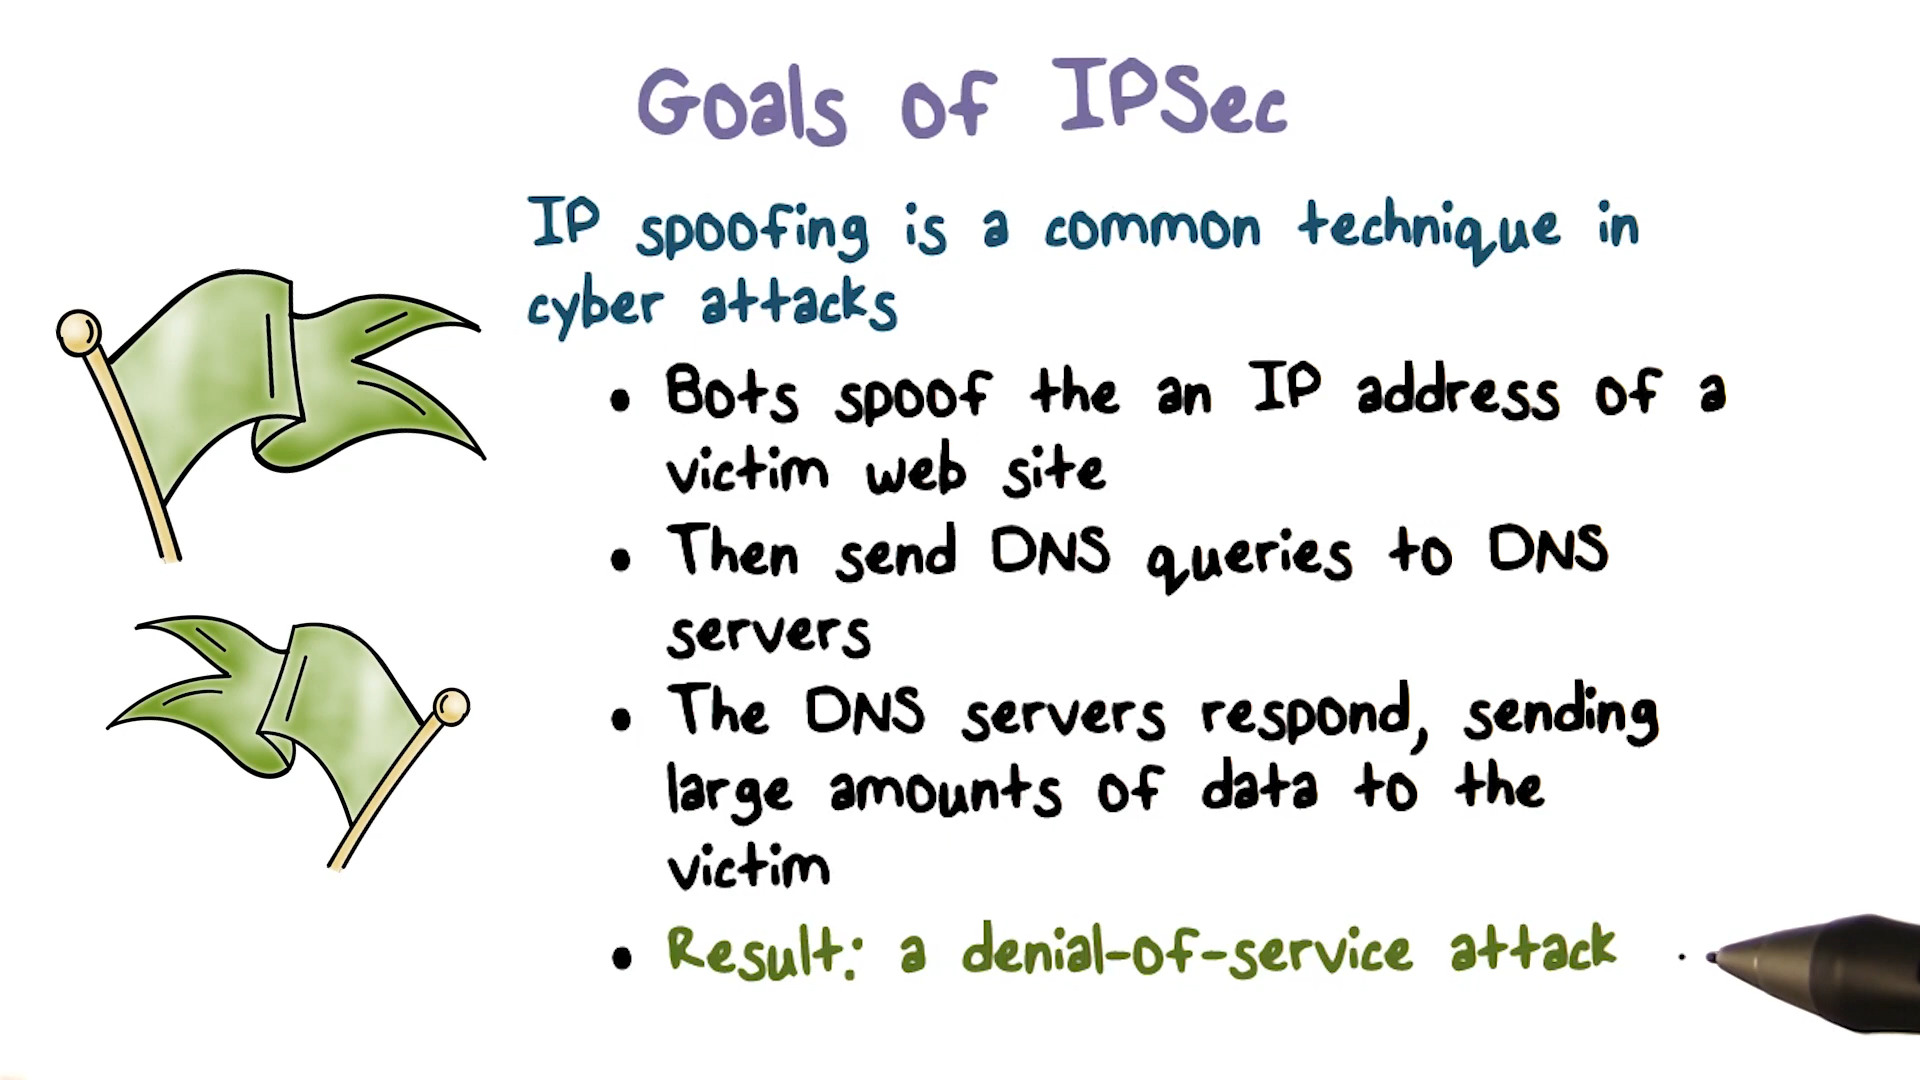 Goals of IPSec
IP spoofing is a common technique in
cyber attacks
• Bots spoof the an IP address of a
victim web site
• Then send DNS queries to DNS
servers
• The DNS servers respond, sending
large amounts of data to the
victim
• Result: a denial-of-service attack